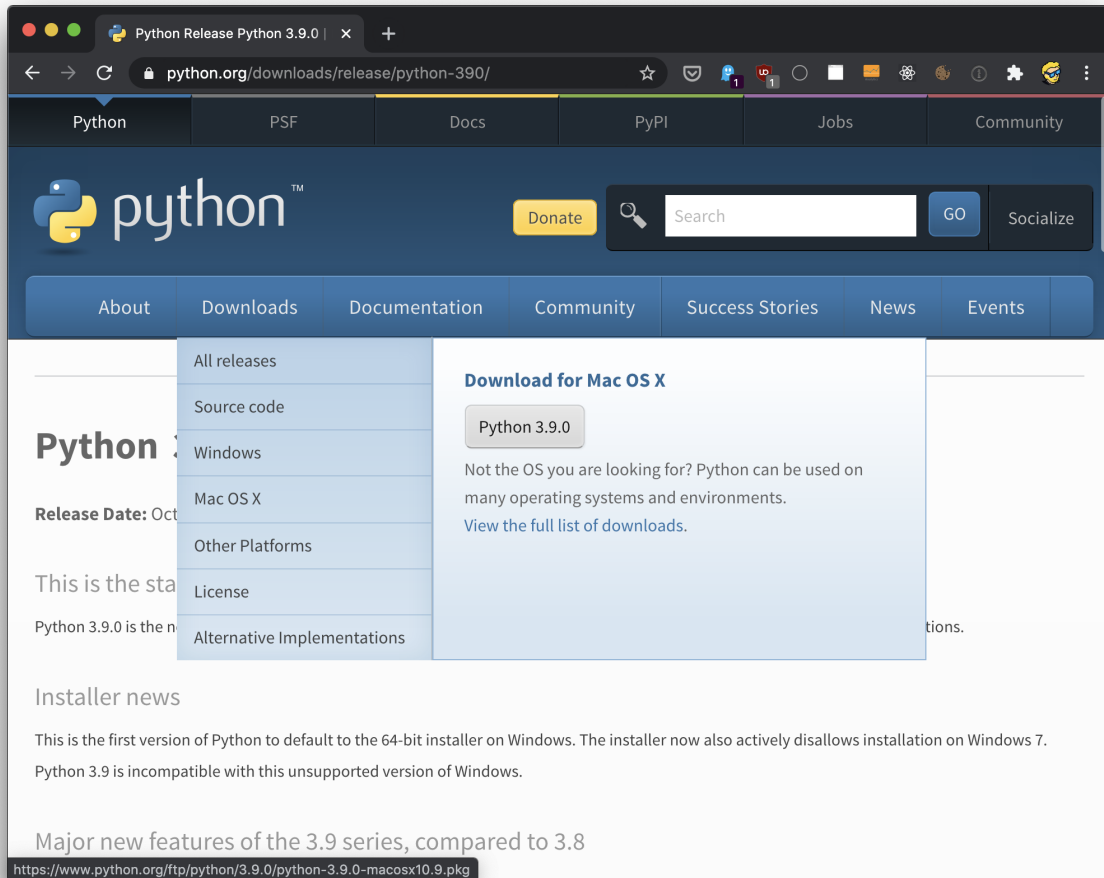 Python Release Python 3.9.0 |
python.org/downloads/release/python-390/
1
1
Python PSF Docs PyPI Jobs Community
python™
Donate
Search
GO
Socialize
About Downloads Documentation Community Success Stories News Events
All releases
Source code
Windows
Mac OS X
Other Platforms
License
Alternative Implementations
Download for Mac OS X
Python 3.9.0
Not the OS you are looking for? Python can be used on
many operating systems and environments.
View the full list of downloads.
Python
Release Date: Oct
This is the sta
Python 3.9.0 is the n tions.
Installer news
This is the first version of Python to default to the 64-bit installer on Windows. The installer now also actively disallows installation on Windows 7.
Python 3.9 is incompatible with this unsupported version of Windows.
Major new features of the 3.9 series, compared to 3.8
https://www.python.org/ftp/python/3.9.0/python-3.9.0-macosx10.9.pkg